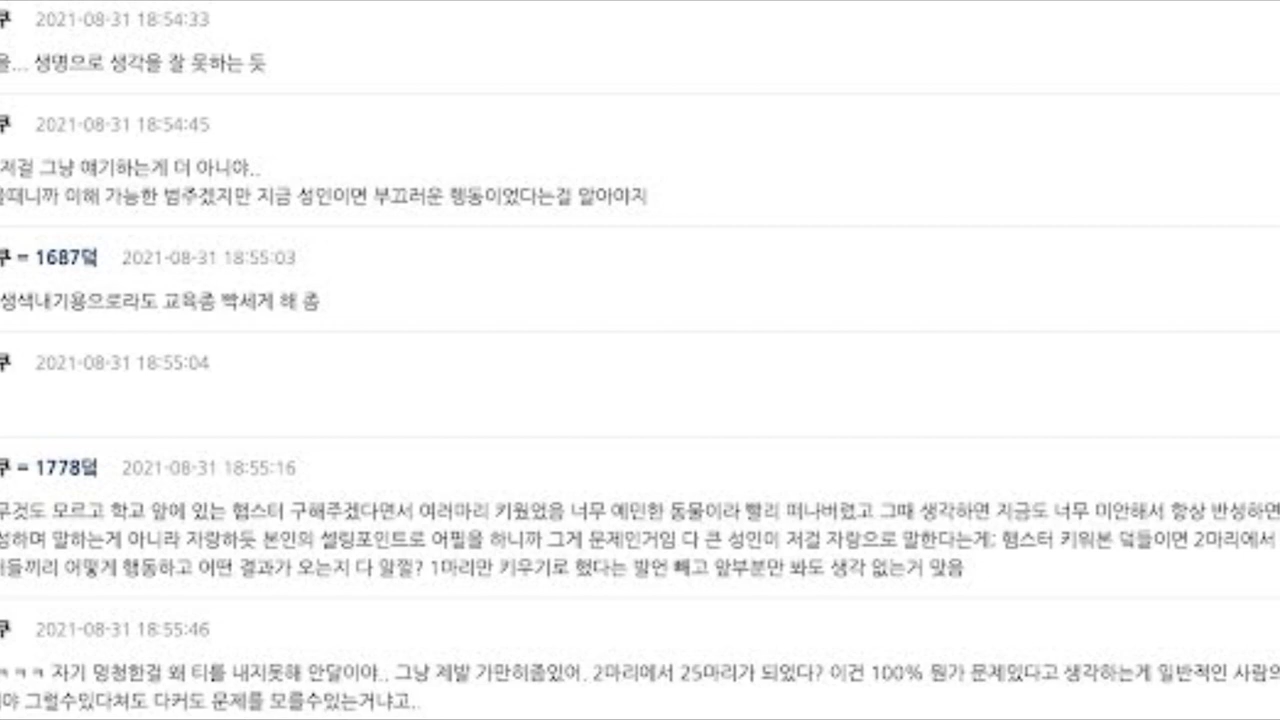 쿠 2021-08-31 18:54:33
을... 생명으로 생각을 잘 못하는 듯
쿠 2021-08-31 18:54:45
저걸 그냥 얘기하는게 더 아니야..
을때니까 이해 가능한 범주겠지만 지금 성인이면 부끄러운 행동이었다는걸 알아야지
쿠 = 1687덕 2021-08-31 18:55:03
생색내기용으로라도 교육좀 빡세게 해 좀
쿠 2021-08-31 18:55:04
쿠 = 1778덕 2021-08-31 18:55:16
무것도 모르고 학교 앞에 있는 햄스터 구해주겠다면서 여러마리 키웠었음 너무 예민한 동물이라 빨리 떠나버렸고 그때 생각하면 지금도 너무 미안해서 항상 반성하면
성하며 말하는게 아니라 자랑하듯 본인의 셀링포인트로 어필을 하니까 그게 문제인거임 다 큰 성인이 저걸 자랑으로 말한다는게; 햄스터 키워본 덕들이면 2마리에서
들끼리 어떻게 행동하고 어떤 결과가 오는지 다 알껄? 1마리만 키우기로 했다는 발언 빼고 앞부분만 봐도 생각 없는거 맞음
쿠 2021-08-31 18:55:46
ㅋㅋㅋ 자기 멍청한걸 왜 티를 내지못해 안달이야.. 그냥 제발 가만히좀있어. 2마리에서 25마리가 되었다? 이건 100% 뭔가 문제있다고 생각하는게 일반적인 사람의
야 그럴수있다쳐도 다커도 문제를 모를수있는거냐고..